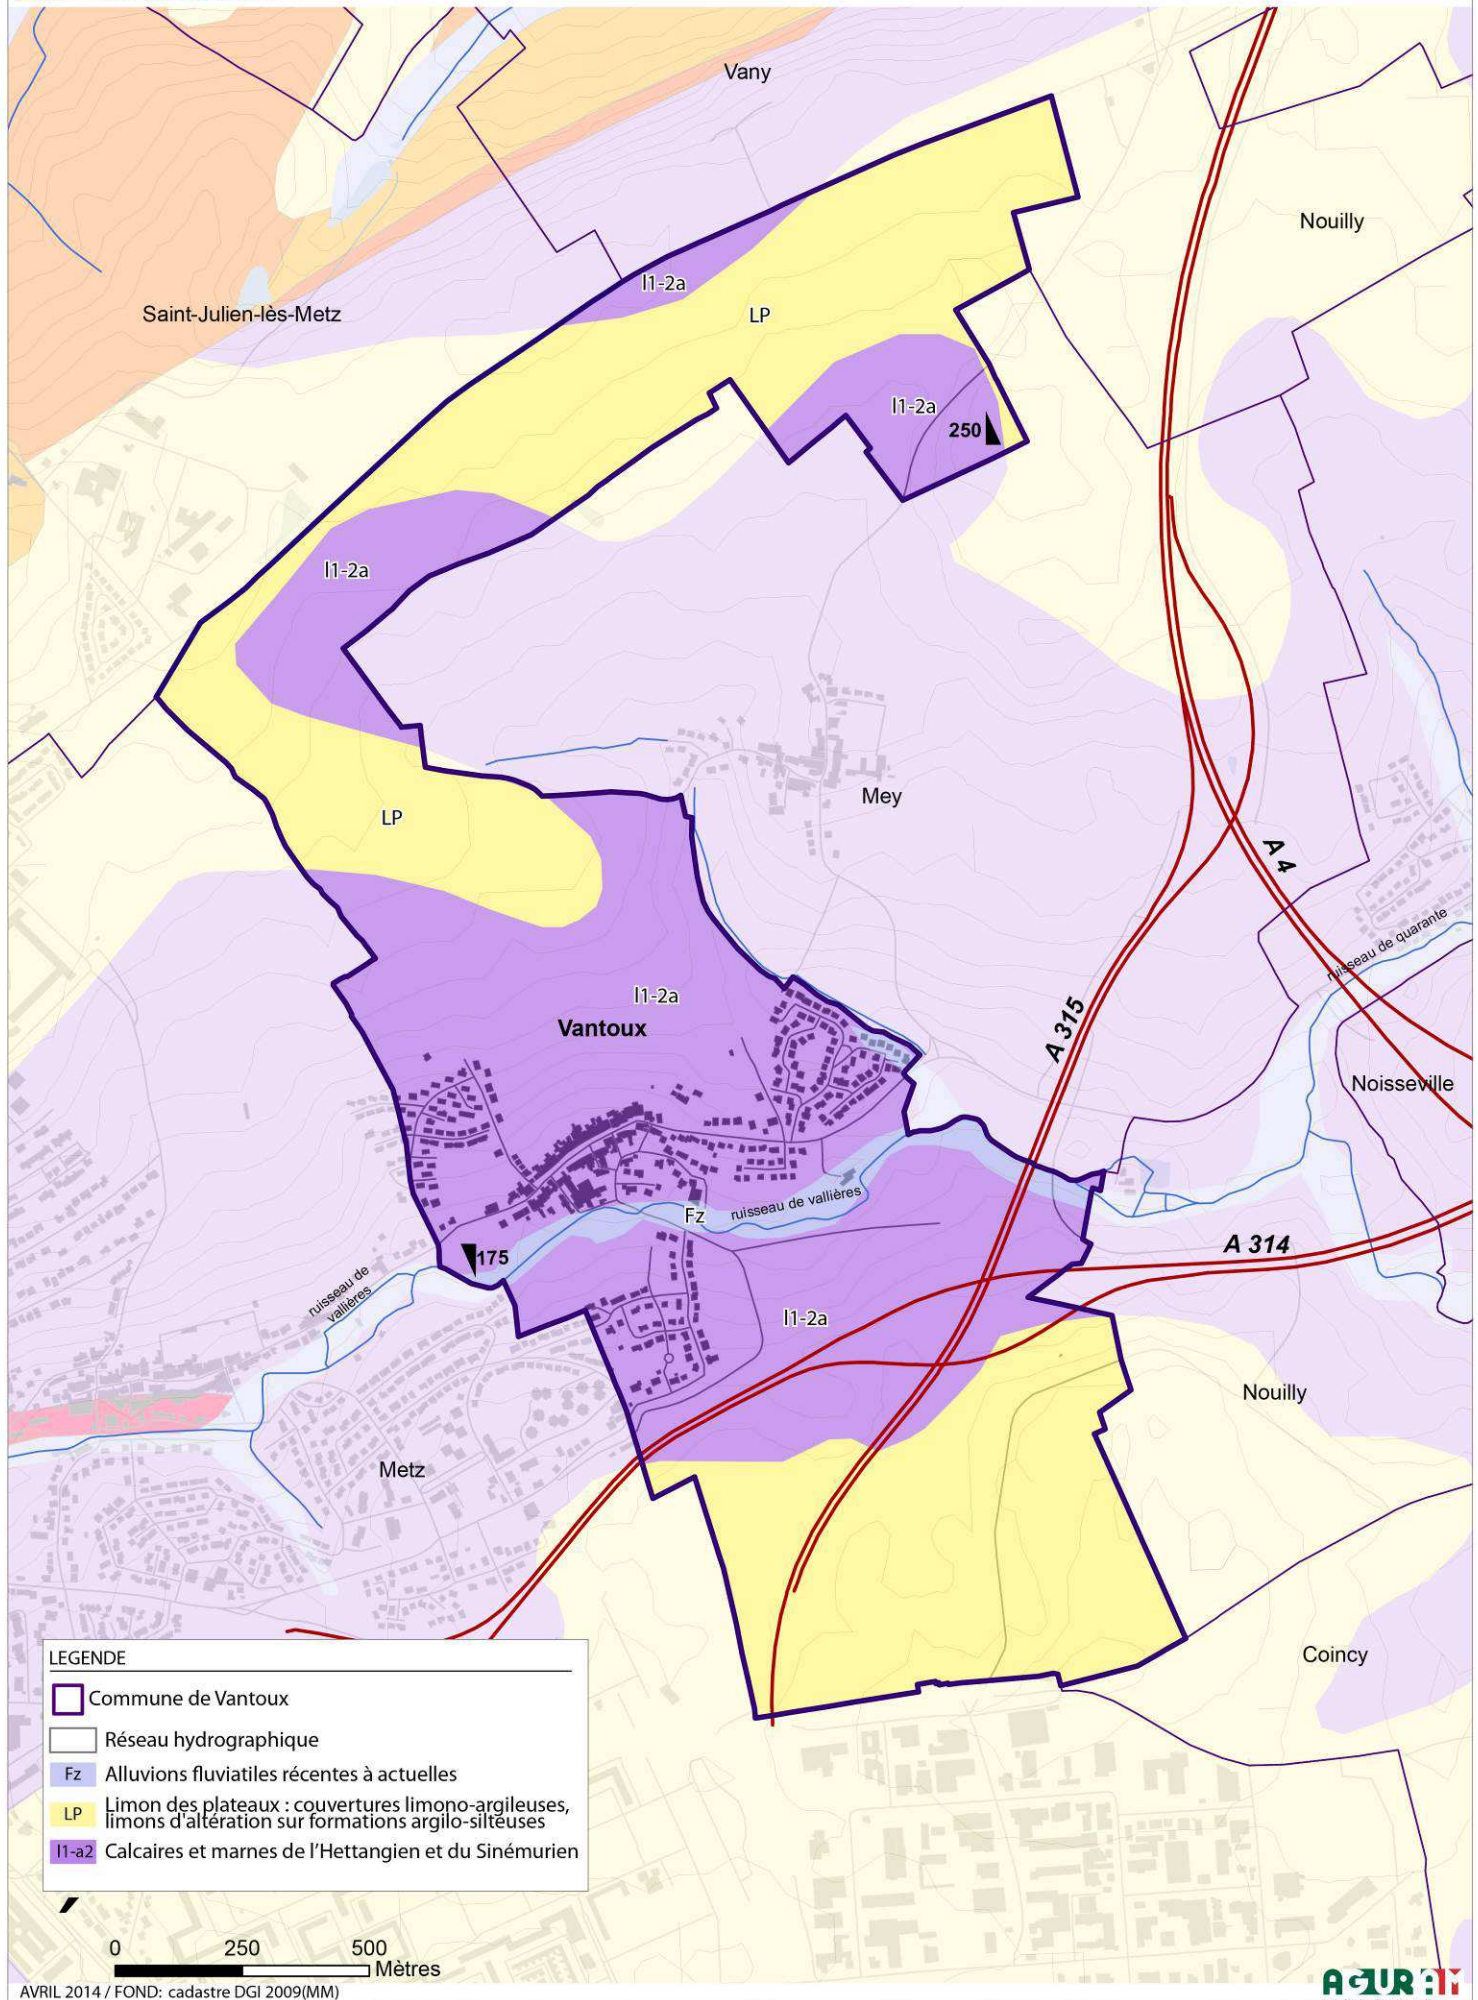 Vany
Nouilly
l1-2a
Saint-Julien-lès-Metz
LP
l1-2a
250
l1-2a
Mey
LP
A 4
ruisseau de quarante
l1-2a
Vantoux
A 315
Noisseville
ruisseau de vallières
Fz
A 314
175
ruisseau de
vallières
l1-2a
Nouilly
Metz
Coincy
LEGENDE
Commune de Vantoux
Réseau hydrographique
Fz Alluvions fluviatiles récentes à actuelles
LP Limon des plateaux : couvertures limono-argileuses,
limons d'altération sur formations argilo-silteuses
l1-a2 Calcaires et marnes de l'Hettangien et du Sinémurien
0 250 500
Mètres
AVRIL 2014 / FOND: cadastre DGI 2009(MM)
AGURAM